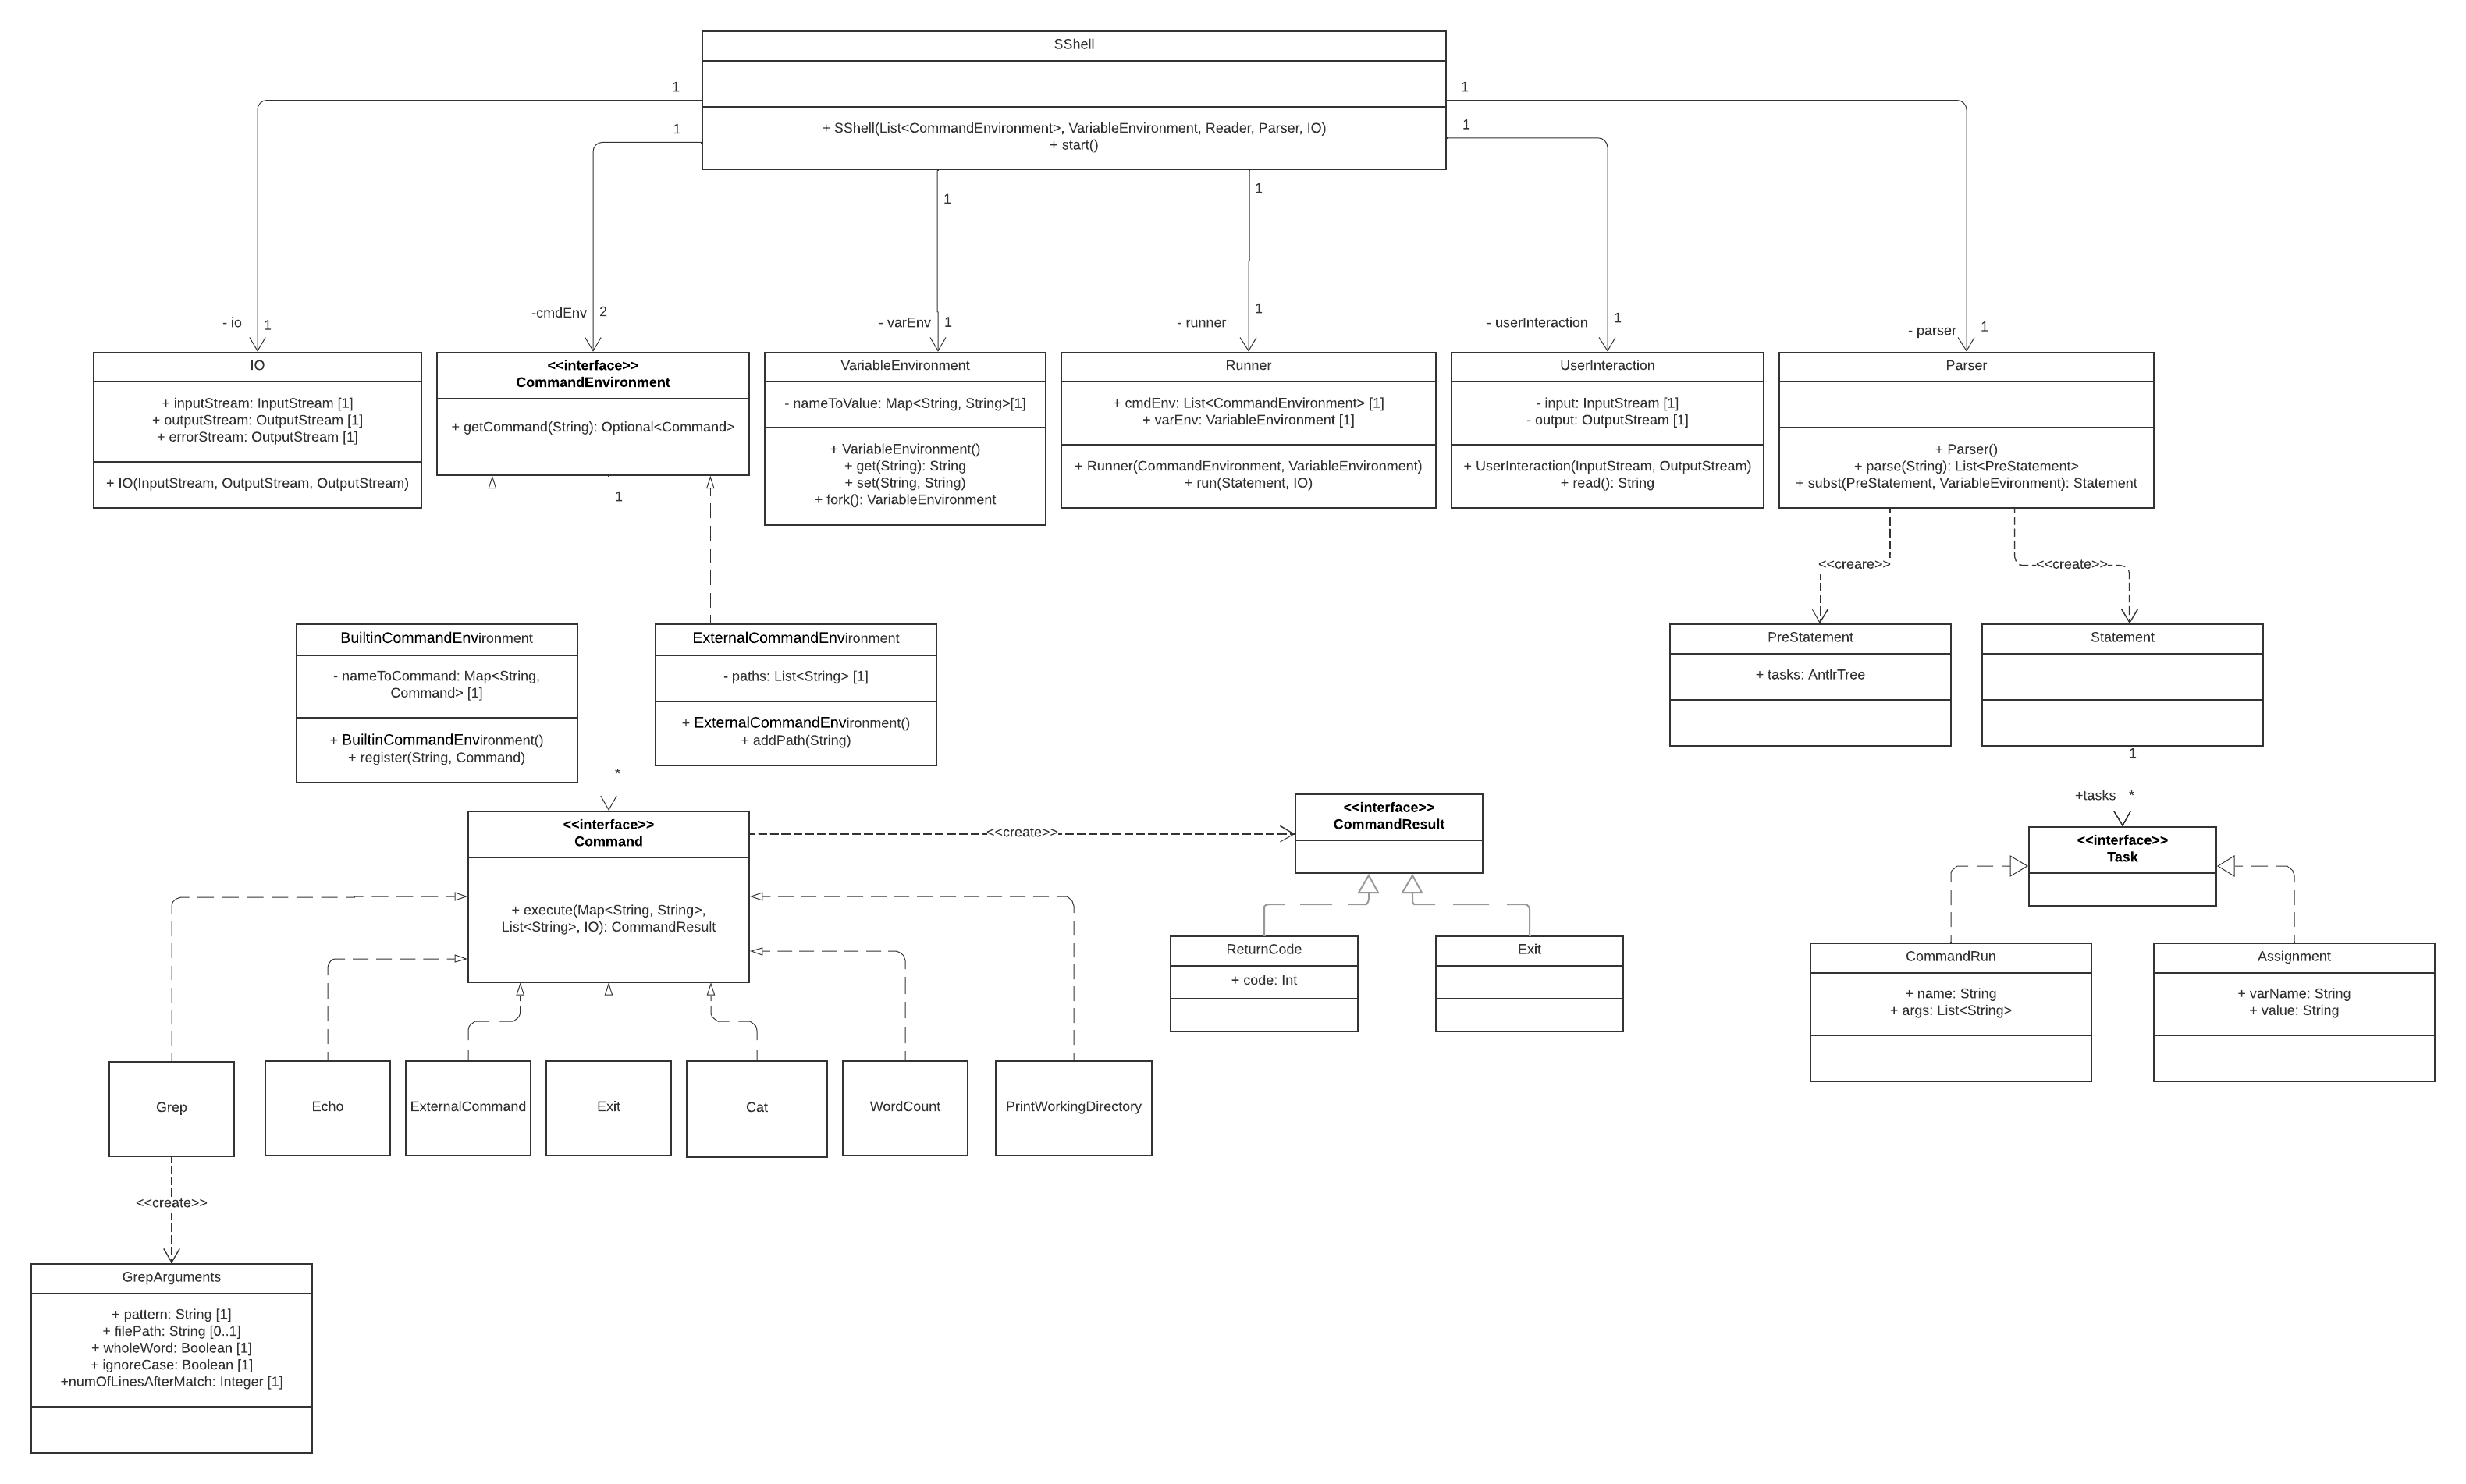 SShell
+ SShell(List<CommandEnvironment>, VariableEnvironment, Reader, Parser, IO)
+ start()
1
1
1
1
1
1
- io
1
-cmdEnv
2
- varEnv
1
- runner
1
- userInteraction
1
- parser
1
IO
+ inputStream: InputStream [1]
+ outputStream: OutputStream [1]
+ errorStream: OutputStream [1]
+ IO(InputStream, OutputStream, OutputStream)
<<interface>>
CommandEnvironment
+ getCommand(String): Optional<Command>
VariableEnvironment
- nameToValue: Map<String, String>[1]
+ VariableEnvironment()
+ get(String): String
+ set(String, String)
+ fork(): VariableEnvironment
Runner
+ cmdEnv: List<CommandEnvironment> [1]
+ varEnv: VariableEnvironment [1]
+ Runner(CommandEnvironment, VariableEnvironment)
+ run(Statement, IO)
UserInteraction
- input: InputStream [1]
- output: OutputStream [1]
+ UserInteraction(InputStream, OutputStream)
+ read(): String
Parser
+ Parser()
+ parse(String): List<PreStatement>
+ subst(PreStatement, VariableEvironment): Statement
1
<<creare>>
<<create>>
BuiltinCommandEnvironment
- nameToCommand: Map<String,
Command> [1]
+ BuiltinCommandEnvironment()
+ register(String, Command)
ExternalCommandEnvironment
- paths: List<String> [1]
+ ExternalCommandEnvironment()
+ addPath(String)
PreStatement
+ tasks: AntlrTree
Statement
*
1
+tasks
*
<<interface>>
Command
+ execute(Map<String, String>,
List<String>, IO): CommandResult
<<create>>
<<interface>>
CommandResult
<<interface>>
Task
ReturnCode
+ code: Int
Exit
CommandRun
+ name: String
+ args: List<String>
Assignment
+ varName: String
+ value: String
Grep
Echo
ExternalCommand
Exit
Cat
WordCount
PrintWorkingDirectory
<<create>>
GrepArguments
+ pattern: String [1]
+ filePath: String [0..1]
+ wholeWord: Boolean [1]
+ ignoreCase: Boolean [1]
+numOfLinesAfterMatch: Integer [1]